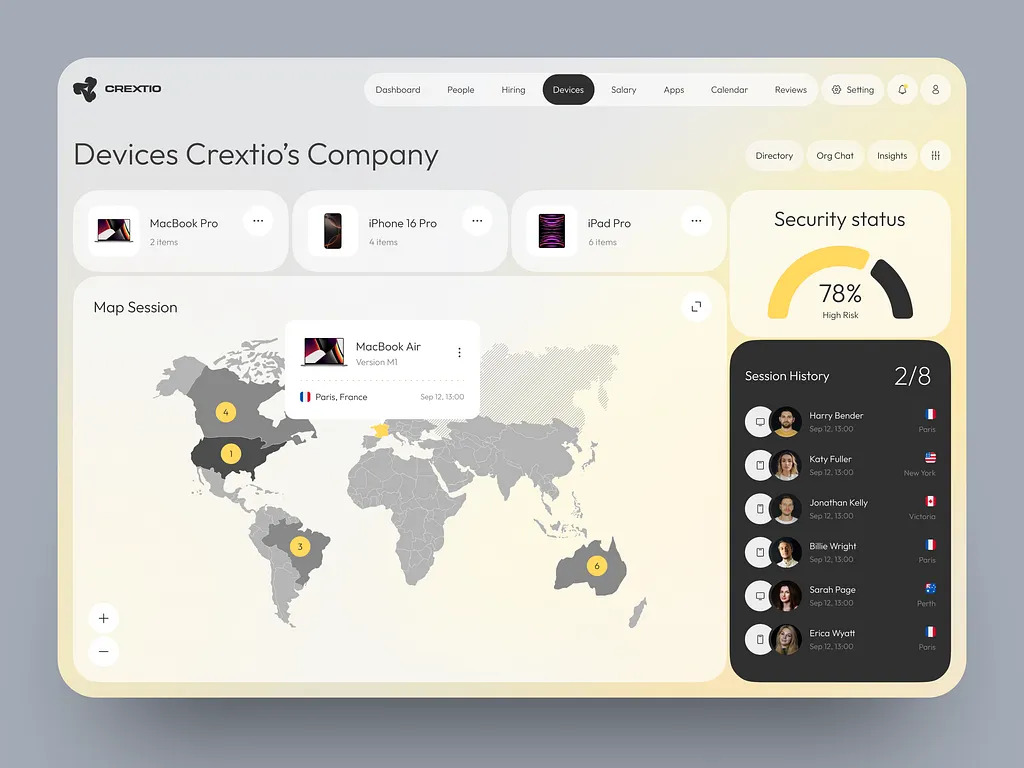 CREXTIO
Dashboard People Hiring Devices Salary Apps Calendar Reviews Setting
Devices Crextio’s Company
Directory Org Chat Insights
MacBook Pro
2 items
iPhone 16 Pro
4 items
iPad Pro
6 items
Security status
78%
High Risk
Map Session
MacBook Air
Version M1
Paris, France Sep 12, 13:00
4
1
3
6
Session History 2/8
Harry Bender
Sep 12, 13:00 Paris
Katy Fuller
Sep 12, 13:00 New York
Jonathan Kelly
Sep 12, 13:00 Victoria
Billie Wright
Sep 12, 13:00 Paris
Sarah Page
Sep 12, 13:00 Perth
Erica Wyatt
Sep 12, 13:00 Paris